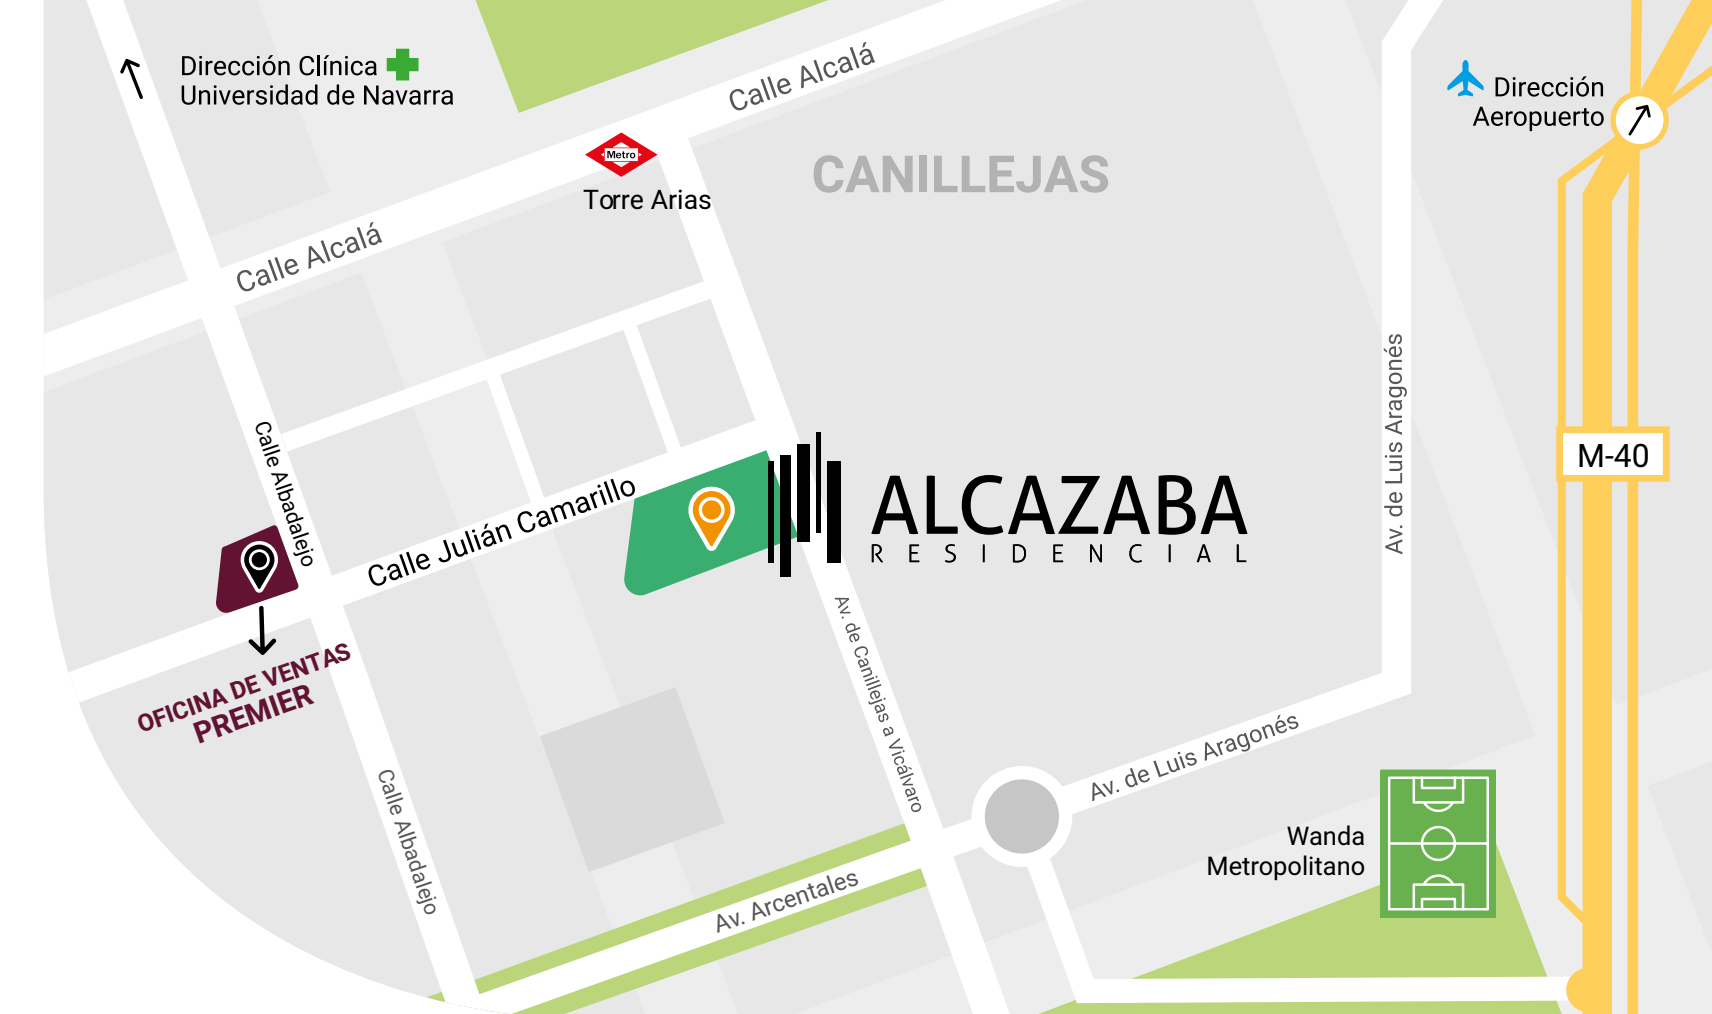 Dirección Clínica
Universidad de Navarra
Calle Alcalá
Dirección
Aeropuerto
Metro
Torre Arias
CANILLEJAS
Calle Alcalá
Av. de Luis Aragonés
M-40
Calle Albadalejo
Calle Julián Camarillo
ALCAZABA
RESIDENCIAL
OFICINA DE VENTAS
PREMIER
Av. de Canillejas a Vicálvaro
Av. de Luis Aragonés
Calle Albadalejo
Wanda
Metropolitano
Av. Arcentales